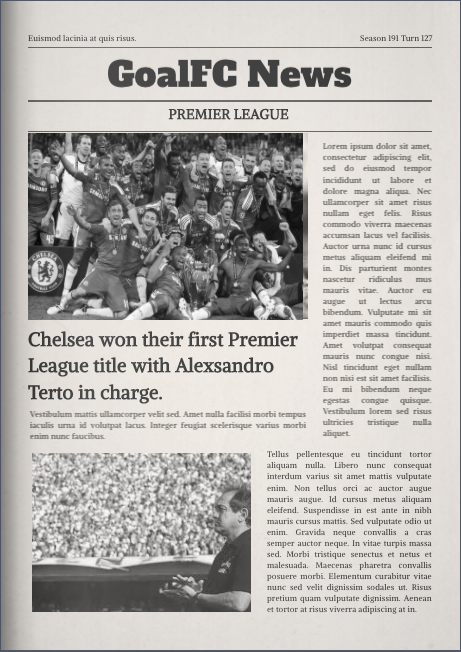 Euismod lacinia at quis risus.
Season 191 Turn 127
GoalFC News
PREMIER LEAGUE
Lorem ipsum dolor sit amet,
consectetur adipiscing elit,
sed do eiusmod tempor
incididunt ut labore et
dolore magna aliqua. Nec
ullamcorper sit amet risus
nullam eget felis. Risus
commodo viverra maecenas
accumsan lacus vel facilisis.
Auctor urna nunc id cursus
metus aliquam eleifend mi
in. Dis parturient montes
nascetur ridiculus mus
mauris vitae. Auctor eu
augue ut lectus arcu
bibendum. Vulputate mi sit
amet mauris commodo quis
imperdiet massa tincidunt.
Amet volutpat consequat
mauris nunc congue nisi.
Nisl tincidunt eget nullam
non nisi est sit amet facilisis.
Eu mi bibendum neque
egestas congue quisque.
Vestibulum lorem sed risus
ultricies tristique nulla
aliquet.
CHELSEA
Chelsea won their first Premier
League title with Alexsandro
Terto in charge.
Vestibulum mattis ullamcorper velit sed. Amet nulla facilisi morbi tempus
iaculis urna id volutpat lacus. Integer feugiat scelerisque varius morbi
enim nunc faucibus.
Tellus pellentesque eu tincidunt tortor
aliquam nulla. Libero nunc consequat
interdum varius sit amet mattis vulputate
enim. Non tellus orci ac auctor augue
mauris augue. Id cursus metus aliquam
eleifend. Suspendisse in est ante in nibh
mauris cursus mattis. Sed vulputate odio ut
enim. Gravida neque convallis a cras
semper auctor neque. In vitae turpis massa
sed. Morbi tristique senectus et netus et
malesuada. Maecenas pharetra convallis
posuere morbi. Elementum curabitur vitae
nunc sed velit dignissim sodales ut. Risus
pretium quam vulputate dignissim. Aenean
et tortor at risus viverra adipiscing at in.